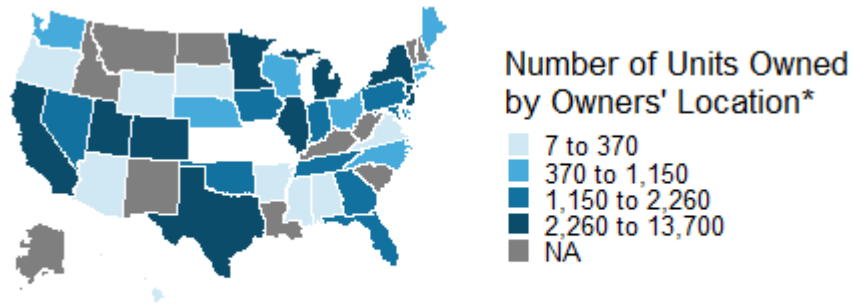 Number of Units Owned
by Owners' Location*
7 to 370
370 to 1,150
1,150 to 2,260
2,260 to 13,700
NA